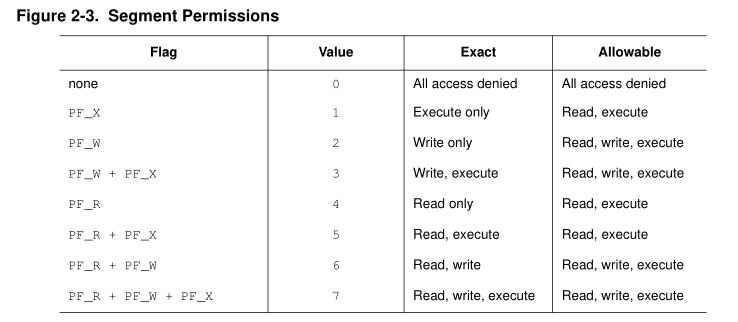 Figure 2-3. Segment Permissions
Flag Value Exact Allowable
none 0 All access denied All access denied
PF_X 1 Execute only Read, execute
PF_W 2 Write only Read, write, execute
PF_W + PF_X 3 Write, execute Read, write, execute
PF_R 4 Read only Read, execute
PF_R + PF_X 5 Read, execute Read, execute
PF_R + PF_W 6 Read, write Read, write, execute
PF_R + PF_W + PF_X 7 Read, write, execute Read, write, execute